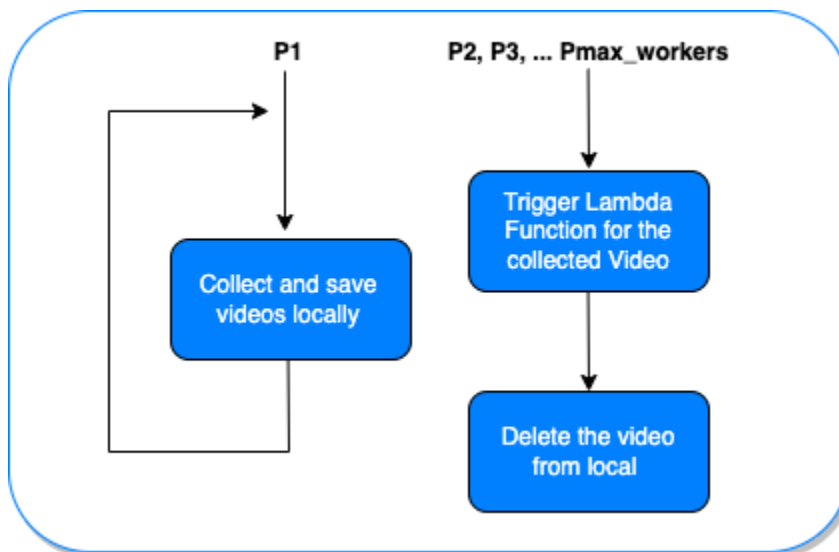 P1
P2, P3, ... Pmax_workers
Collect and save
videos locally
Trigger Lambda
Function for the
collected Video
Delete the video
from local